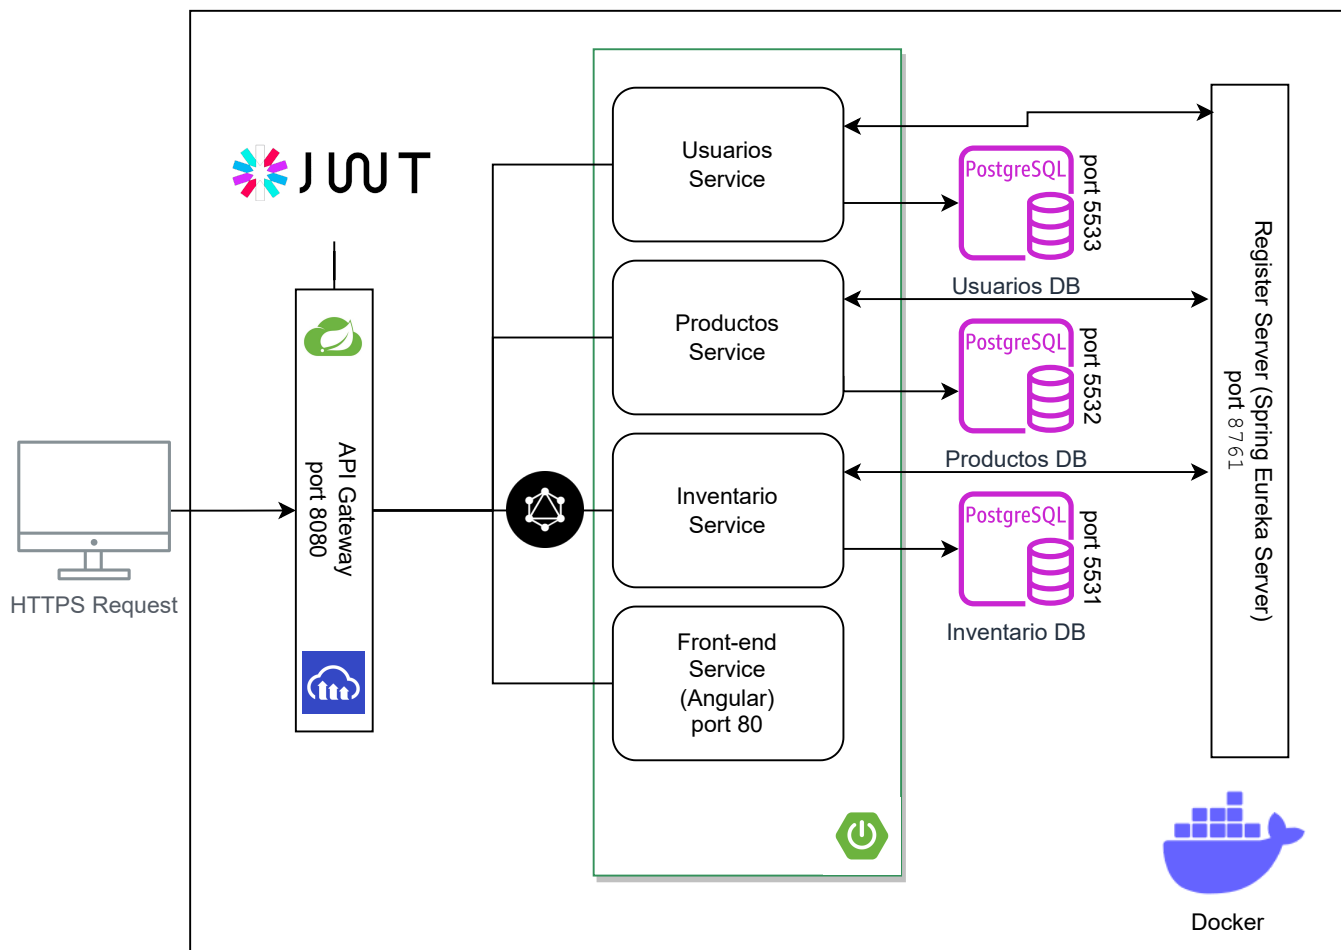 JWT
HTTPS Request
API Gateway
port 8080
Usuarios
Service
Productos
Service
Inventario
Service
Front-end
Service
(Angular)
port 80
PostgreSQL
port 5533
Usuarios DB
PostgreSQL
port 5532
Productos DB
PostgreSQL
port 5531
Inventario DB
Register Server (Spring Eureka Server)
port 8761
Docker